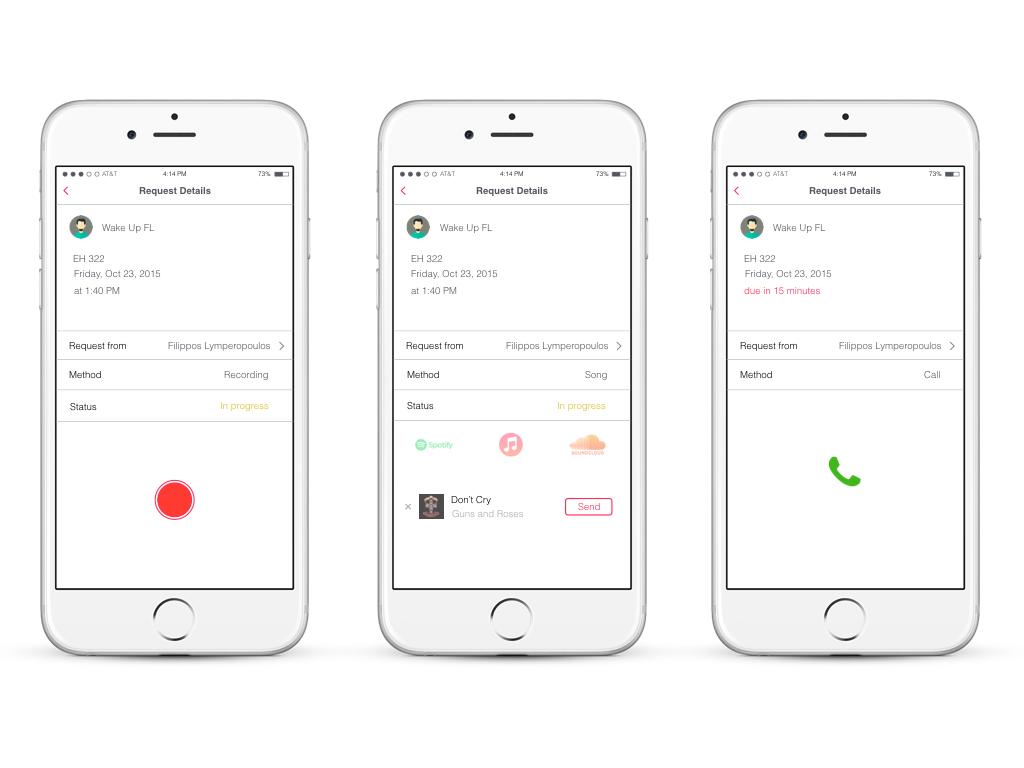 AT&T 4:14 PM 73%
Request Details
Wake Up FL
EH 322
Friday, Oct 23, 2015
at 1:40 PM
Request from Filippos Lymperopoulos
Method Recording
Status In progress
AT&T 4:14 PM 73%
Request Details
Wake Up FL
EH 322
Friday, Oct 23, 2015
at 1:40 PM
Request from Filippos Lymperopoulos
Method Song
Status In progress
Spotify SOUNDCLOUD
Don't Cry
Guns and Roses
Send
AT&T 4:14 PM 73%
Request Details
Wake Up FL
EH 322
Friday, Oct 23, 2015
due in 15 minutes
Request from Filippos Lymperopoulos
Method Call